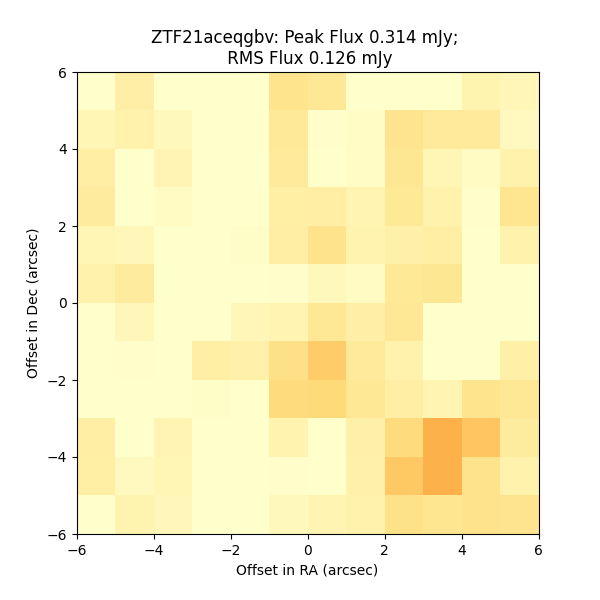 ZTF21aceqgbv: Peak Flux 0.314 mJy;
RMS Flux 0.126 mJy
6
4
2
0
−2
−4
−6
Offset in Dec (arcsec)
−6 −4 −2 0 2 4 6
Offset in RA (arcsec)